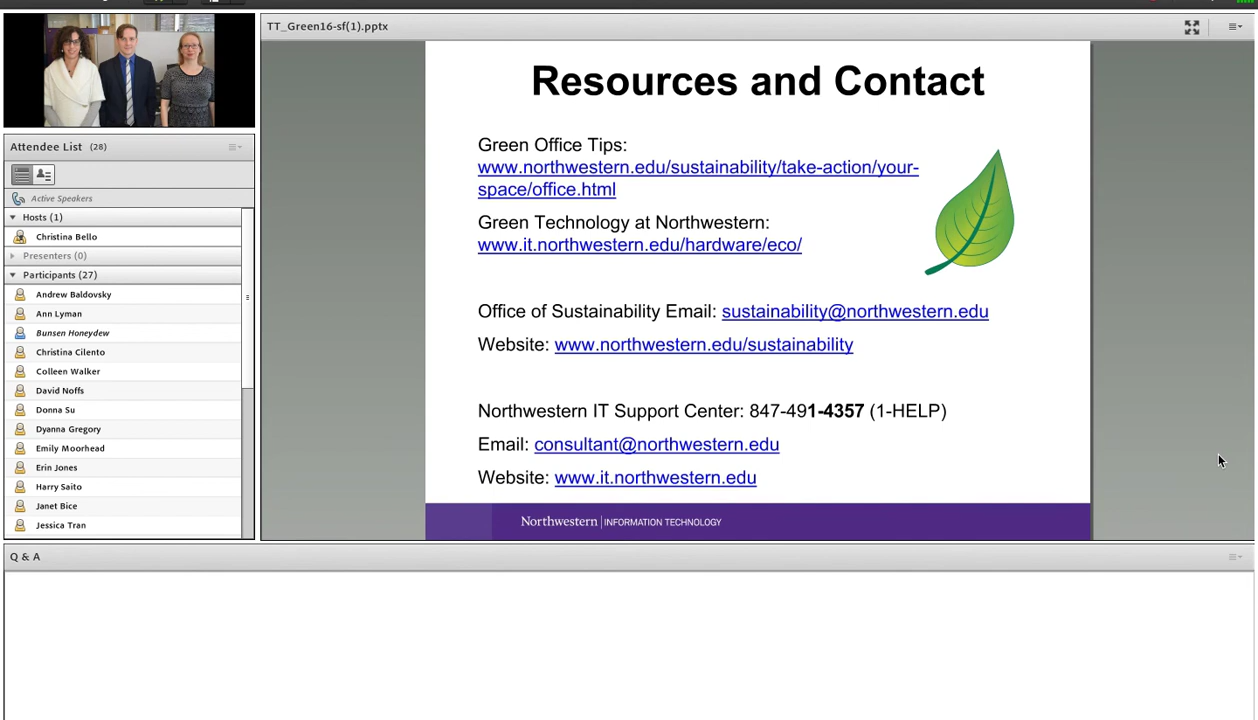 TT_Green16-sf(1).pptx
Resources and Contact
Green Office Tips:
www.northwestern.edu/sustainability/take-action/your-
space/office.html
Green Technology at Northwestern:
www.it.northwestern.edu/hardware/eco/
Office of Sustainability Email: sustainability@northwestern.edu
Website: www.northwestern.edu/sustainability
Northwestern IT Support Center: 847-491-4357 (1-HELP)
Email: consultant@northwestern.edu
Website: www.it.northwestern.edu
Northwestern | INFORMATION TECHNOLOGY
Attendee List (28)
Active Speakers
Hosts (1)
Christina Bello
Presenters (0)
Participants (27)
Andrew Baldovsky
Ann Lyman
Bunsen Honeydew
Christina Cilento
Colleen Walker
David Noffs
Donna Su
Dyanna Gregory
Emily Moorhead
Erin Jones
Harry Saito
Janet Bice
Jessica Tran
Q & A